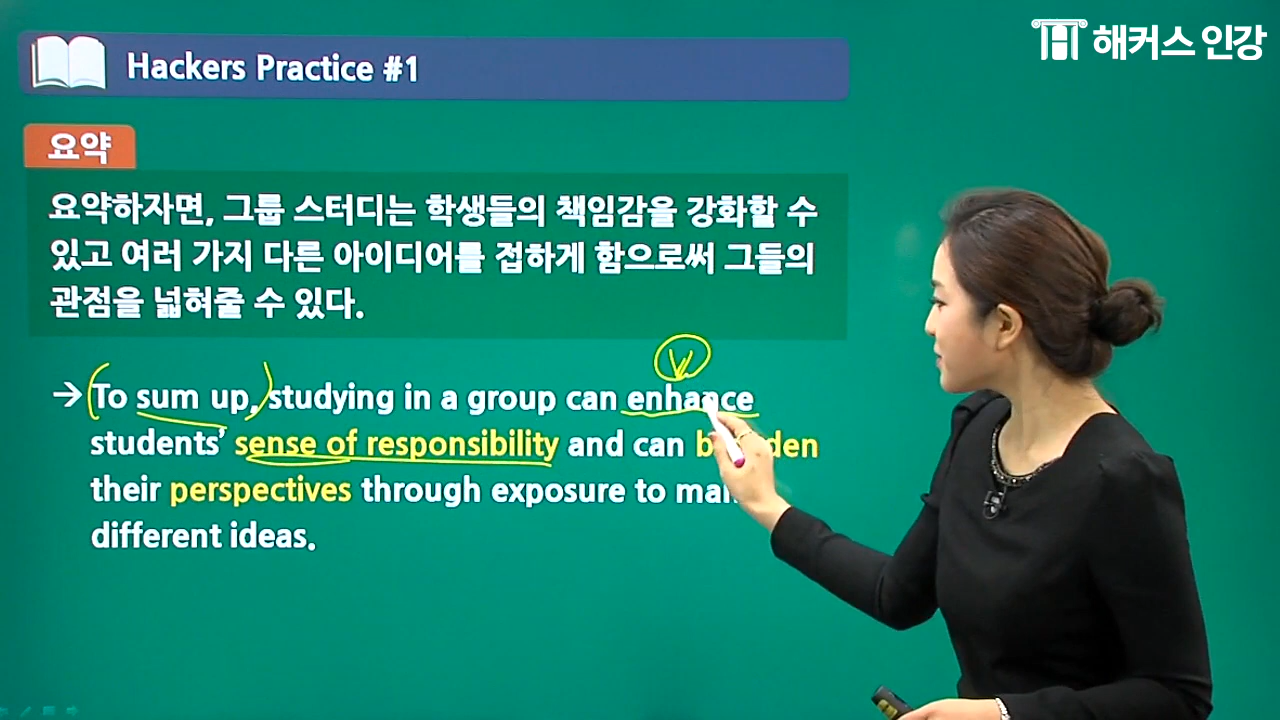 해커스 인강
Hackers Practice #1
요약
요약하자면, 그룹 스터디는 학생들의 책임감을 강화할 수
있고 여러 가지 다른 아이디어를 접하게 함으로써 그들의
관점을 넓혀줄 수 있다.
V
→ To sum up, studying in a group can enhance
students' sense of responsibility and can
their perspectives through exposure to
different ideas.